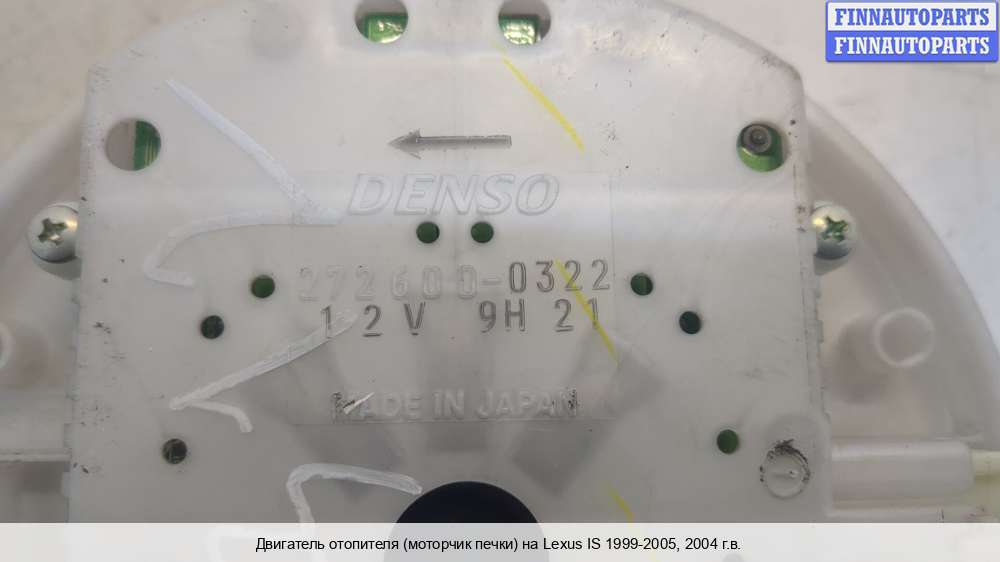 FINNAUTOPARTS
FINNAUTOPARTS
DENSO
272600-0322
12V 9H 21
MADE IN JAPAN
Двигатель отопителя (моторчик печки) на Lexus IS 1999-2005, 2004 г.в.